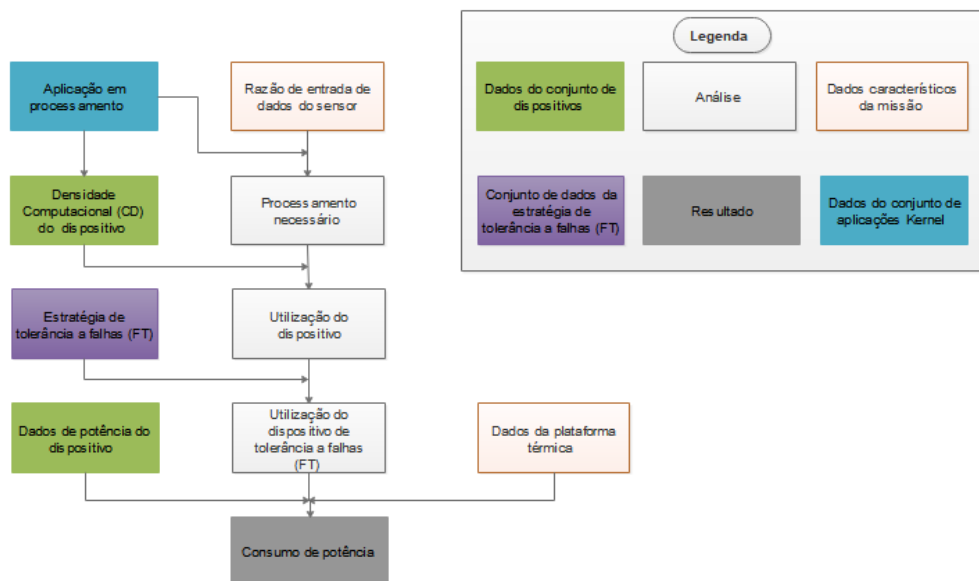 Aplicação em
processamento
Razão de entrada de
dados do sensor
Densidade
Computacional (CD)
do dispositivo
Processamento
necessário
Estratégia de
tolerância a falhas (FT)
Utilização do
dispositivo
Dados de potência do
dispositivo
Utilização do
dispositivo de
tolerância a falhas
(FT)
Dados da plataforma
térmica
Consumo de potência
Legenda
Dados do conjunto de
dispositivos
Análise
Dados característicos
da missão
Conjunto de dados da
estratégia de
tolerância a falhas (FT)
Resultado
Dados do conjunto de
aplicações Kernel